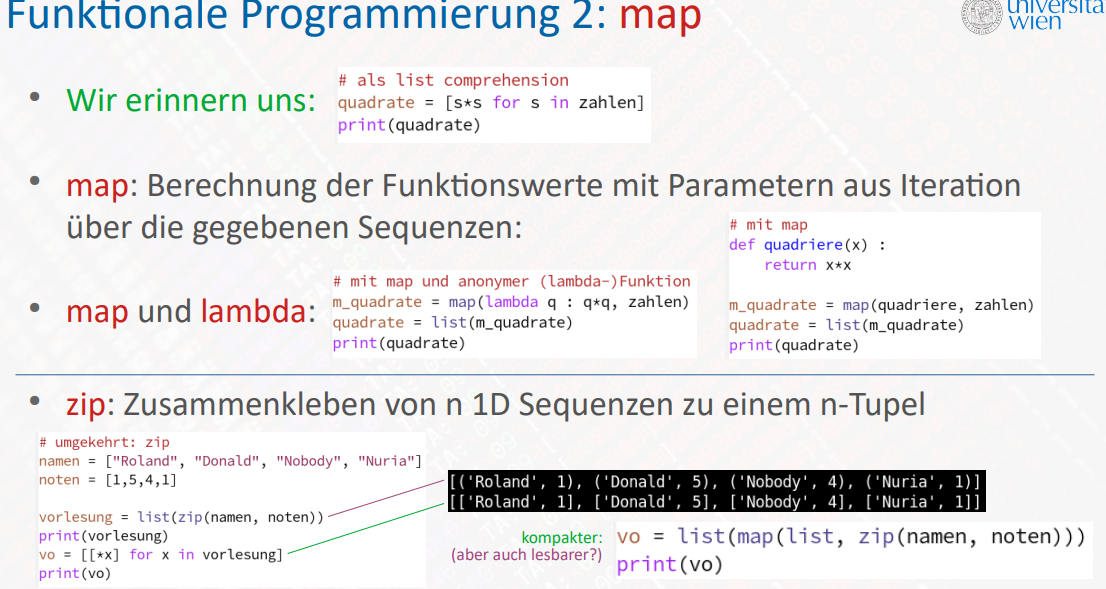 Funktionale Programmierung 2: map
wien
• Wir erinnern uns:
# als list comprehension
quadrate = [s*s for s in zahlen]
print(quadrate)
• map: Berechnung der Funktionswerte mit Parametern aus Iteration
über die gegebenen Sequenzen:
# mit map
def quadriere(x) :
    return x*x
m_quadrate = map(quadriere, zahlen)
quadrate = list(m_quadrate)
print(quadrate)
• map und lambda:
# mit map und anonymer (lambda-)Funktion
m_quadrate = map(lambda q : q*q, zahlen)
quadrate = list(m_quadrate)
print(quadrate)
• zip: Zusammenkleben von n 1D Sequenzen zu einem n-Tupel
# umgekehrt: zip
namen = ["Roland", "Donald", "Nobody", "Nuria"]
noten = [1,5,4,1]
vorlesung = list(zip(namen, noten))
print(vorlesung)
vo = [[*x] for x in vorlesung]
print(vo)
[('Roland', 1), ('Donald', 5), ('Nobody', 4), ('Nuria', 1)]
[['Roland', 1], ['Donald', 5], ['Nobody', 4], ['Nuria', 1]]
kompakter:
(aber auch lesbarer?)
vo = list(map(list, zip(namen, noten)))
print(vo)